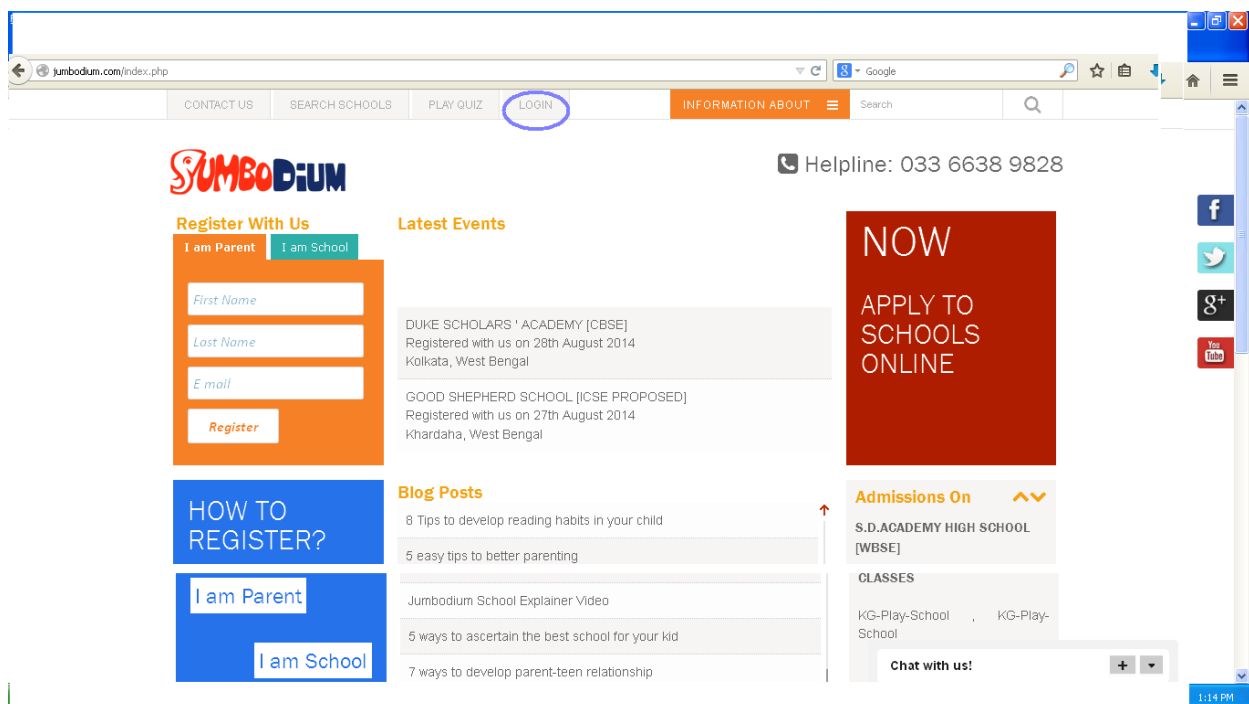 jumbodium.com/index.php
Google
CONTACT US
SEARCH SCHOOLS
PLAY QUIZ
LOGIN
INFORMATION ABOUT
Search
JUMBODiUM
Helpline: 033 6638 9828
Register With Us
I am Parent
I am School
First Name
Last Name
E mail
Register
Latest Events
DUKE SCHOLARS ' ACADEMY [CBSE]
Registered with us on 28th August 2014
Kolkata, West Bengal
GOOD SHEPHERD SCHOOL [ICSE PROPOSED]
Registered with us on 27th August 2014
Khardaha, West Bengal
NOW
APPLY TO
SCHOOLS
ONLINE
f
g+
You
Tube
HOW TO
REGISTER?
I am Parent
I am School
Blog Posts
8 Tips to develop reading habits in your child
5 easy tips to better parenting
Jumbodium School Explainer Video
5 ways to ascertain the best school for your kid
7 ways to develop parent-teen relationship
Admissions On
S.D.ACADEMY HIGH SCHOOL
[WBSE]
CLASSES
KG-Play-School , KG-Play-
School
Chat with us!
1:14 PM